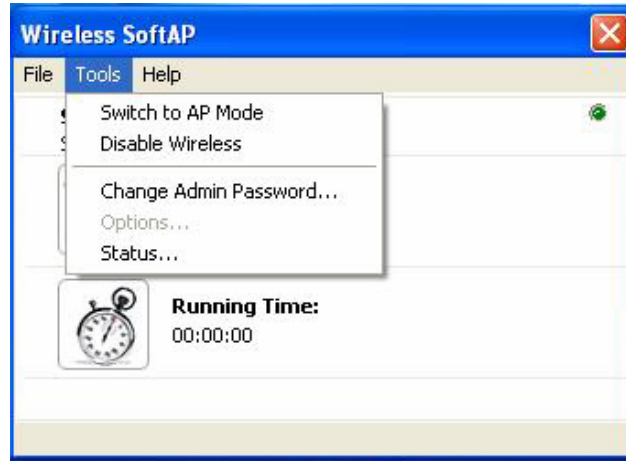 Wireless SoftAP
File Tools Help
Switch to AP Mode
Disable Wireless
Change Admin Password...
Options...
Status...
Running Time:
00:00:00